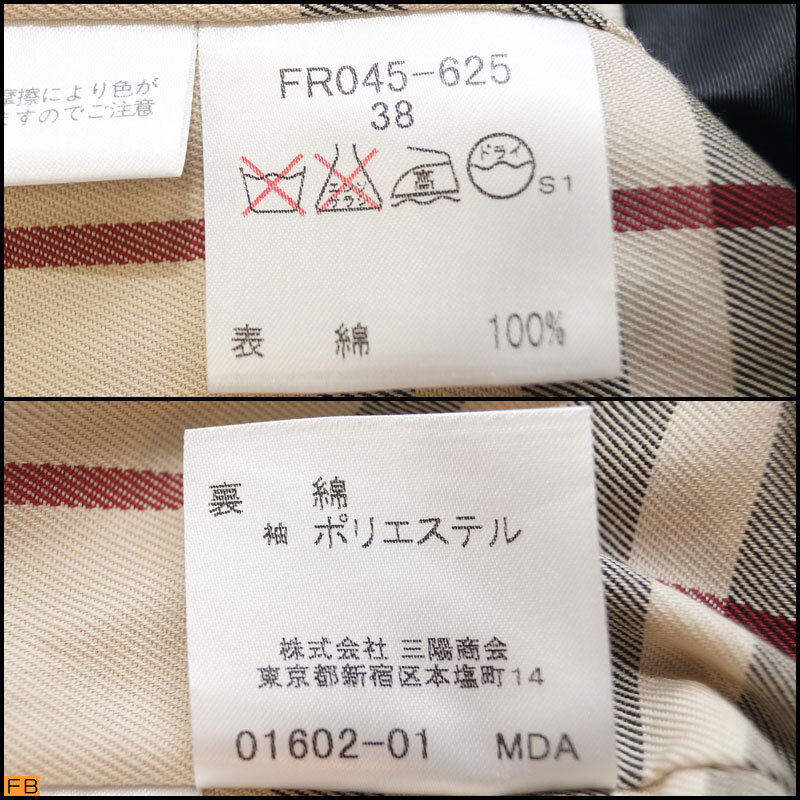 摩擦により色が
ますのでご注意
FR045-625
38
エンソ
ドライ
高
S1
表 綿 100%
裏 綿
袖 ポリエステル
株式会社 三陽商会
東京都新宿区本塩町14
01602-01 MDA
FB